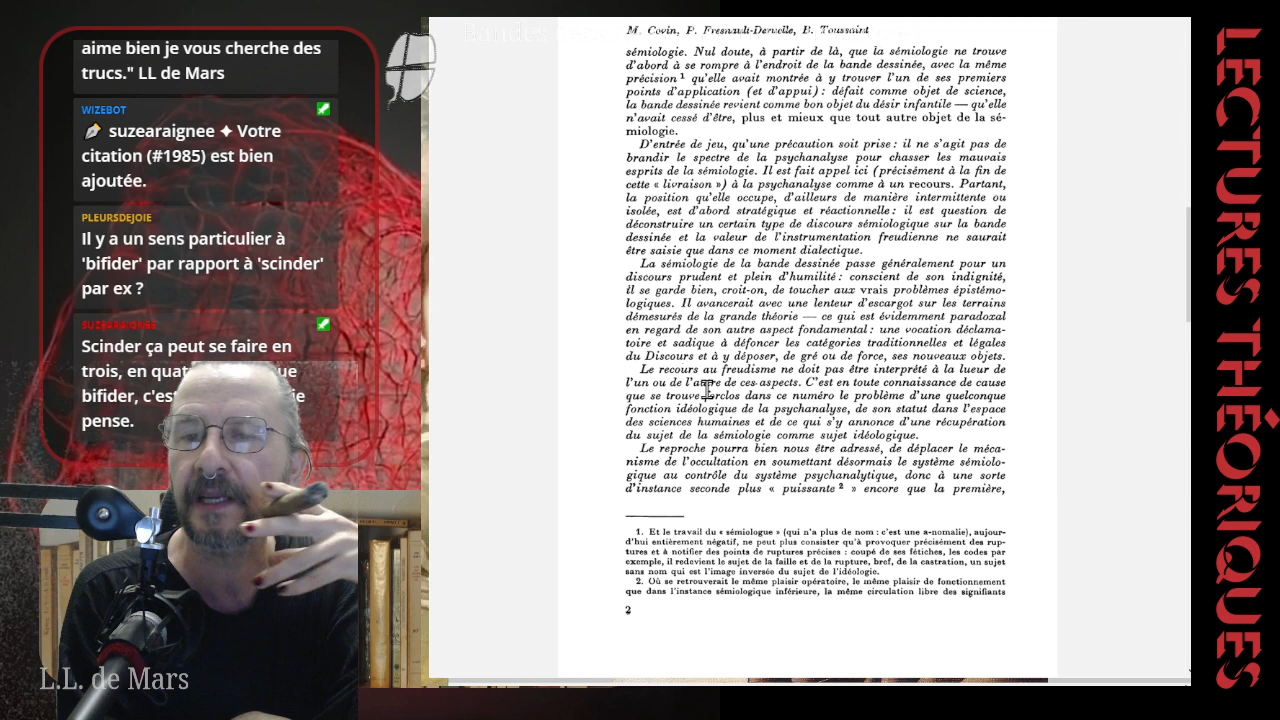 aime bien je vous cherche des
trucs." LL de Mars
WIZEBOT
suzearaignee ✦ Votre
citation (#1985) est bien
ajoutée.
PLEURSDEJOIE
Il y a un sens particulier à
'bifider' par rapport à 'scinder'
par ex ?
SUZEARAIGNEE
Scinder ça peut se faire en
trois, en
bifider,
pense.
L.L. de Mars
M. Covin, P. Fresnault-Deruelle, B. Toussaint
sémiologie. Nul doute, à partir de là, que la sémiologie ne trouve
d'abord à se rompre à l'endroit de la bande dessinée, avec la même
précision 1 qu'elle avait montrée à y trouver l'un de ses premiers
points d'application (et d'appui) : défait comme objet de science,
la bande dessinée revient comme bon objet du désir infantile — qu'elle
n'avait cessé d'être, plus et mieux que tout autre objet de la sé-
miologie.
D'entrée de jeu, qu'une précaution soit prise : il ne s'agit pas de
brandir le spectre de la psychanalyse pour chasser les mauvais
esprits de la sémiologie. Il est fait appel ici (précisément à la fin de
cette « livraison ») à la psychanalyse comme à un recours. Partant,
la position qu'elle occupe, d'ailleurs de manière intermittente ou
isolée, est d'abord stratégique et réactionnelle : il est question de
déconstruire un certain type de discours sémiologique sur la bande
dessinée et la valeur de l'instrumentation freudienne ne saurait
être saisie que dans ce moment dialectique.
La sémiologie de la bande dessinée passe généralement pour un
discours prudent et plein d'humilité : conscient de son indignité,
il se garde bien, croit-on, de toucher aux vrais problèmes épistémo-
logiques. Il avancerait avec une lenteur d'escargot sur les terrains
démesurés de la grande théorie — ce qui est évidemment paradoxal
en regard de son autre aspect fondamental : une vocation déclama-
toire et sadique à défoncer les catégories traditionnelles et légales
du Discours et à y déposer, de gré ou de force, ses nouveaux objets.
Le recours au freudisme ne doit pas être interprété à la lueur de
l'un ou de l'autre de ces aspects. C'est en toute connaissance de cause
que se trouve forclos dans ce numéro le problème d'une quelconque
fonction idéologique de la psychanalyse, de son statut dans l'espace
des sciences humaines et de ce qui s'y annonce d'une récupération
du sujet de la sémiologie comme sujet idéologique.
Le reproche pourra bien nous être adressé, de déplacer le méca-
nisme de l'occultation en soumettant désormais le système sémiolo-
gique au contrôle du système psychanalytique, donc à une sorte
d'instance seconde plus « puissante 2 » encore que la première,
1. Et le travail du « sémiologue » (qui n'a plus de nom : c'est une a-nomalie), aujour-
d'hui entièrement négatif, ne peut plus consister qu'à provoquer précisément des rup-
tures et à notifier des points de ruptures précises : coupé de ses fétiches, les codes par
exemple, il redevient le sujet de la faille et de la rupture, bref, de la castration, un sujet
sans nom qui est l'image inversée du sujet de l'idéologie.
2. Où se retrouverait le même plaisir opératoire, le même plaisir de fonctionnement
que dans l'instance sémiologique inférieure, la même circulation libre des signifiants
2
LECTURES THÉORIQUES